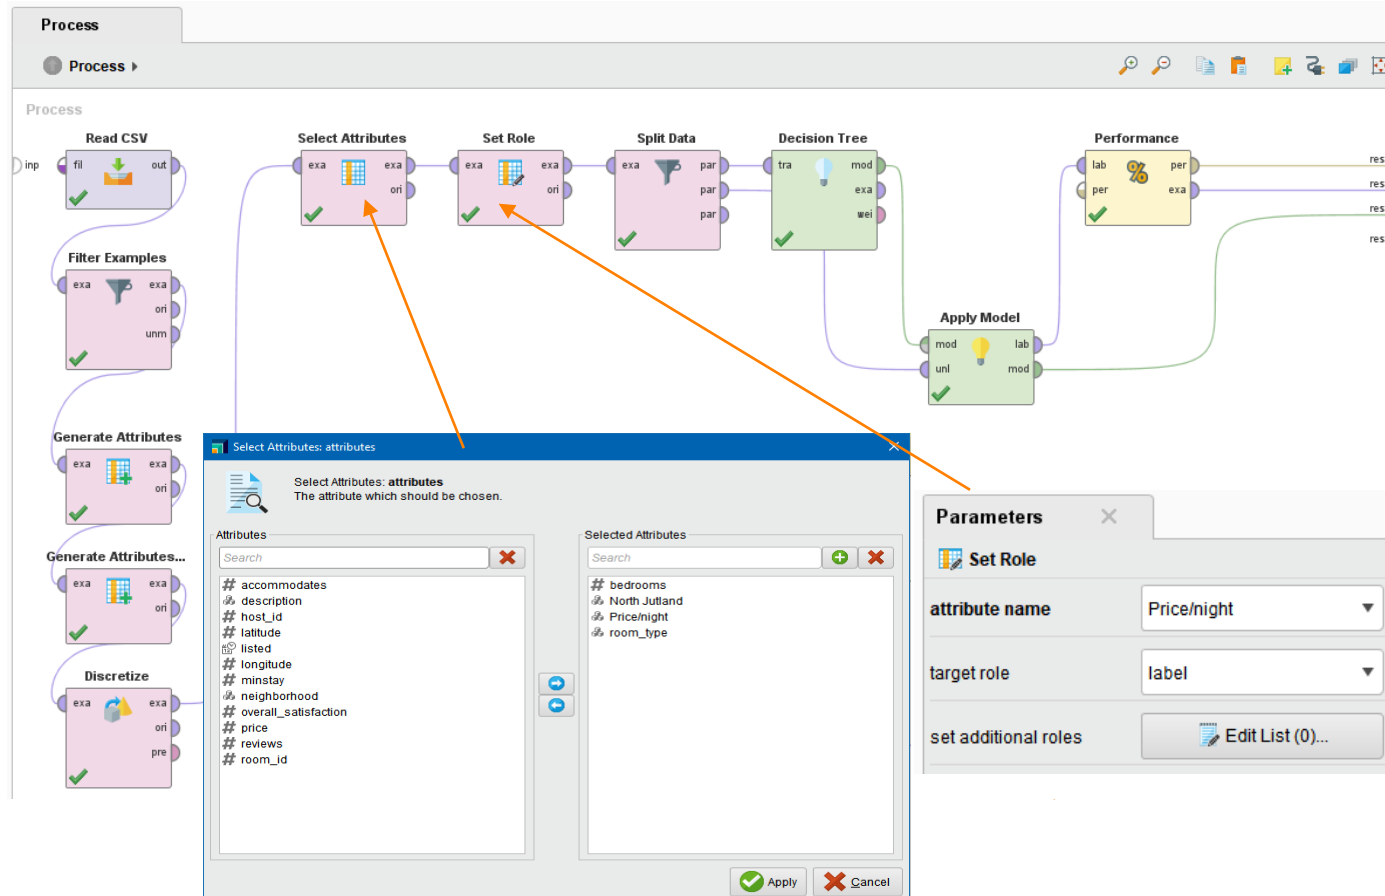 Process
Process
Process
Read CSV
inp
fil
out
Filter Examples
exa
exa
ori
unm
Generate Attributes
exa
exa
ori
Generate Attributes...
exa
exa
ori
Discretize
exa
exa
ori
pre
Select Attributes
exa
exa
ori
Set Role
exa
exa
ori
Split Data
exa
par
par
par
Decision Tree
tra
mod
exa
wei
Apply Model
mod
lab
unl
mod
Performance
%
lab
per
per
exa
res
res
res
res
Select Attributes: attributes
Select Attributes: attributes
The attribute which should be chosen.
Attributes
Search
# accommodates
description
# host_id
# latitude
listed
# longitude
# minstay
neighborhood
# overall_satisfaction
# price
# reviews
# room_id
Selected Attributes
Search
# bedrooms
North Jutland
Price/night
room_type
Apply
Cancel
Parameters
Set Role
attribute name
Price/night
target role
label
set additional roles
Edit List (0)...